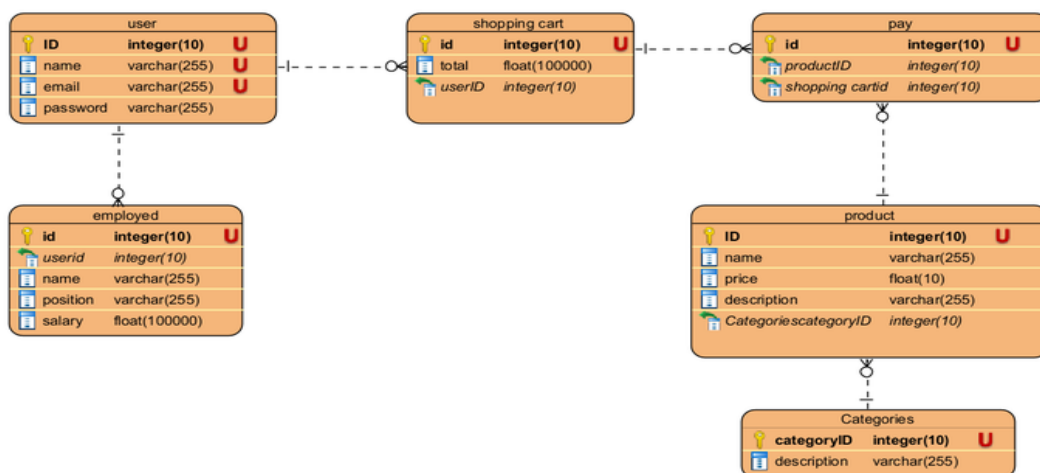 user
ID integer(10) U
name varchar(255) U
email varchar(255) U
password varchar(255)
shopping cart
id integer(10) U
total float(100000)
userID integer(10)
pay
id integer(10) U
productID integer(10)
shopping cartid integer(10)
employed
id integer(10) U
userid integer(10)
name varchar(255)
position varchar(255)
salary float(100000)
product
ID integer(10) U
name varchar(255)
price float(10)
description varchar(255)
CategoriescategoryID integer(10)
Categories
categoryID integer(10) U
description varchar(255)